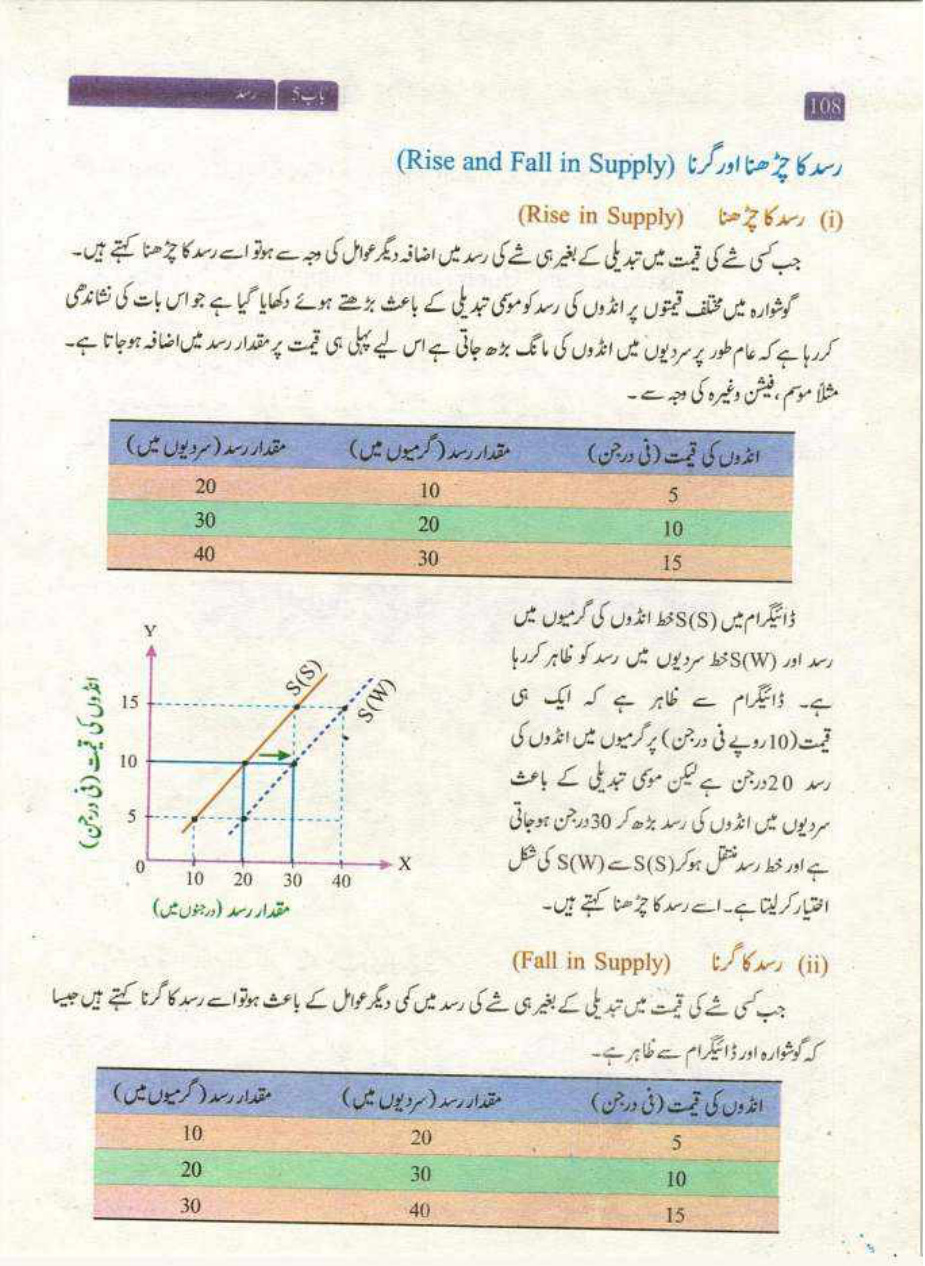 باب 5 رسد
108
رسد کا چڑھنا اور گرنا (Rise and Fall in Supply)
(i) رسد کا چڑھنا (Rise in Supply)
جب کسی شے کی قیمت میں تبدیلی کے بغیر ہی شے کی رسد میں اضافہ دیگر عوامل کی وجہ سے ہو تو اسے رسد کا چڑھنا کہتے ہیں۔
گوشوارہ میں مختلف قیمتوں پر انڈوں کی رسد کو موسمی تبدیلی کے باعث بڑھتے ہوئے دکھایا گیا ہے جو اس بات کی نشاندھی
کر رہا ہے کہ عام طور پر سردیوں میں انڈوں کی مانگ بڑھ جاتی ہے اس لیے پہلی ہی قیمت پر مقدار رسد میں اضافہ ہو جاتا ہے۔
مثلاً موسم، فیشن وغیرہ کی وجہ سے ۔
انڈوں کی قیمت (فی درجن) مقدار رسد (گرمیوں میں) مقدار رسد (سردیوں میں)
5 10 20
10 20 30
15 30 40
ڈائیگرام میں S(S) خط انڈوں کی گرمیوں میں
رسد اور S(W) خط سردیوں میں رسد کو ظاہر کر رہا
ہے۔ ڈائیگرام سے ظاہر ہے کہ ایک ہی
قیمت (10 روپے فی درجن) پر گرمیوں میں انڈوں کی
رسد 20 درجن ہے لیکن موسمی تبدیلی کے باعث
سردیوں میں انڈوں کی رسد بڑھ کر 30 درجن ہو جاتی
ہے اور خط رسد منتقل ہو کر S(S) سے S(W) کی شکل
اختیار کر لیتا ہے۔ اسے رسد کا چڑھنا کہتے ہیں۔
Y
S(S)
S(W)
15
10
5
0
10 20 30 40
X
انڈوں کی قیمت (فی درجن)
مقدار رسد (درجنوں میں)
(ii) رسد کا گرنا (Fall in Supply)
جب کسی شے کی قیمت میں تبدیلی کے بغیر ہی شے کی رسد میں کمی دیگر عوامل کے باعث ہو تو اسے رسد کا گرنا کہتے ہیں جیسا
کہ گوشوارہ اور ڈائیگرام سے ظاہر ہے۔
انڈوں کی قیمت (فی درجن) مقدار رسد (سردیوں میں) مقدار رسد (گرمیوں میں)
5 20 10
10 30 20
15 40 30